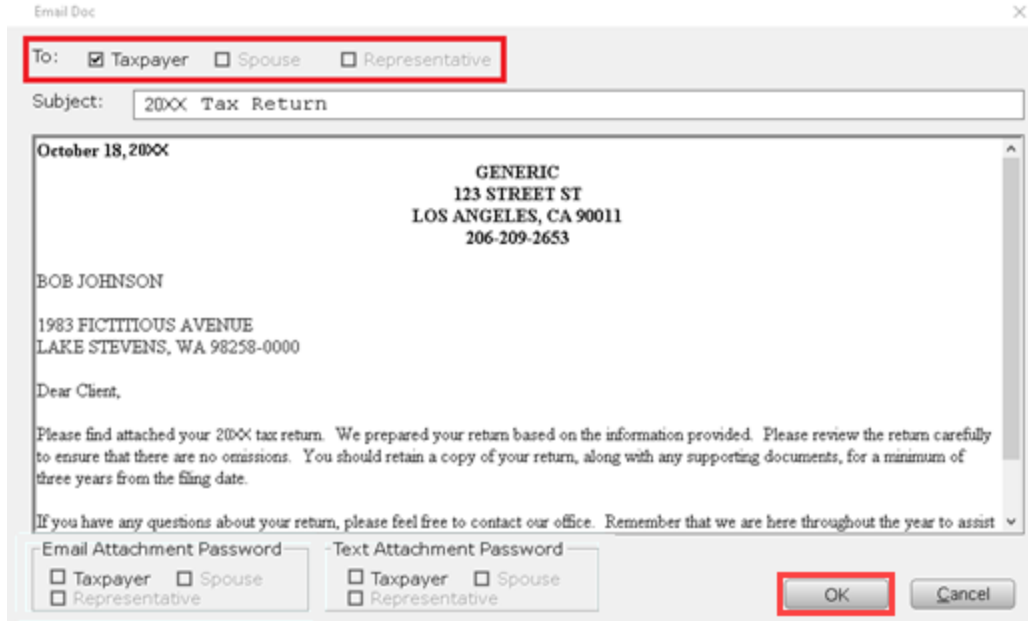 Email Doc
To: Taxpayer Spouse Representative
Subject: 20XX Tax Return
October 18, 20XX
GENERIC
123 STREET ST
LOS ANGELES, CA 90011
206-209-2653
BOB JOHNSON
1983 FICTITIOUS AVENUE
LAKE STEVENS, WA 98258-0000
Dear Client,
Please find attached your 20XX tax return. We prepared your return based on the information provided. Please review the return carefully
to ensure that there are no omissions. You should retain a copy of your return, along with any supporting documents, for a minimum of
three years from the filing date.
If you have any questions about your return, please feel free to contact our office. Remember that we are here throughout the year to assist
Email Attachment Password
Taxpayer Spouse
Representative
Text Attachment Password
Taxpayer Spouse
Representative
OK Cancel